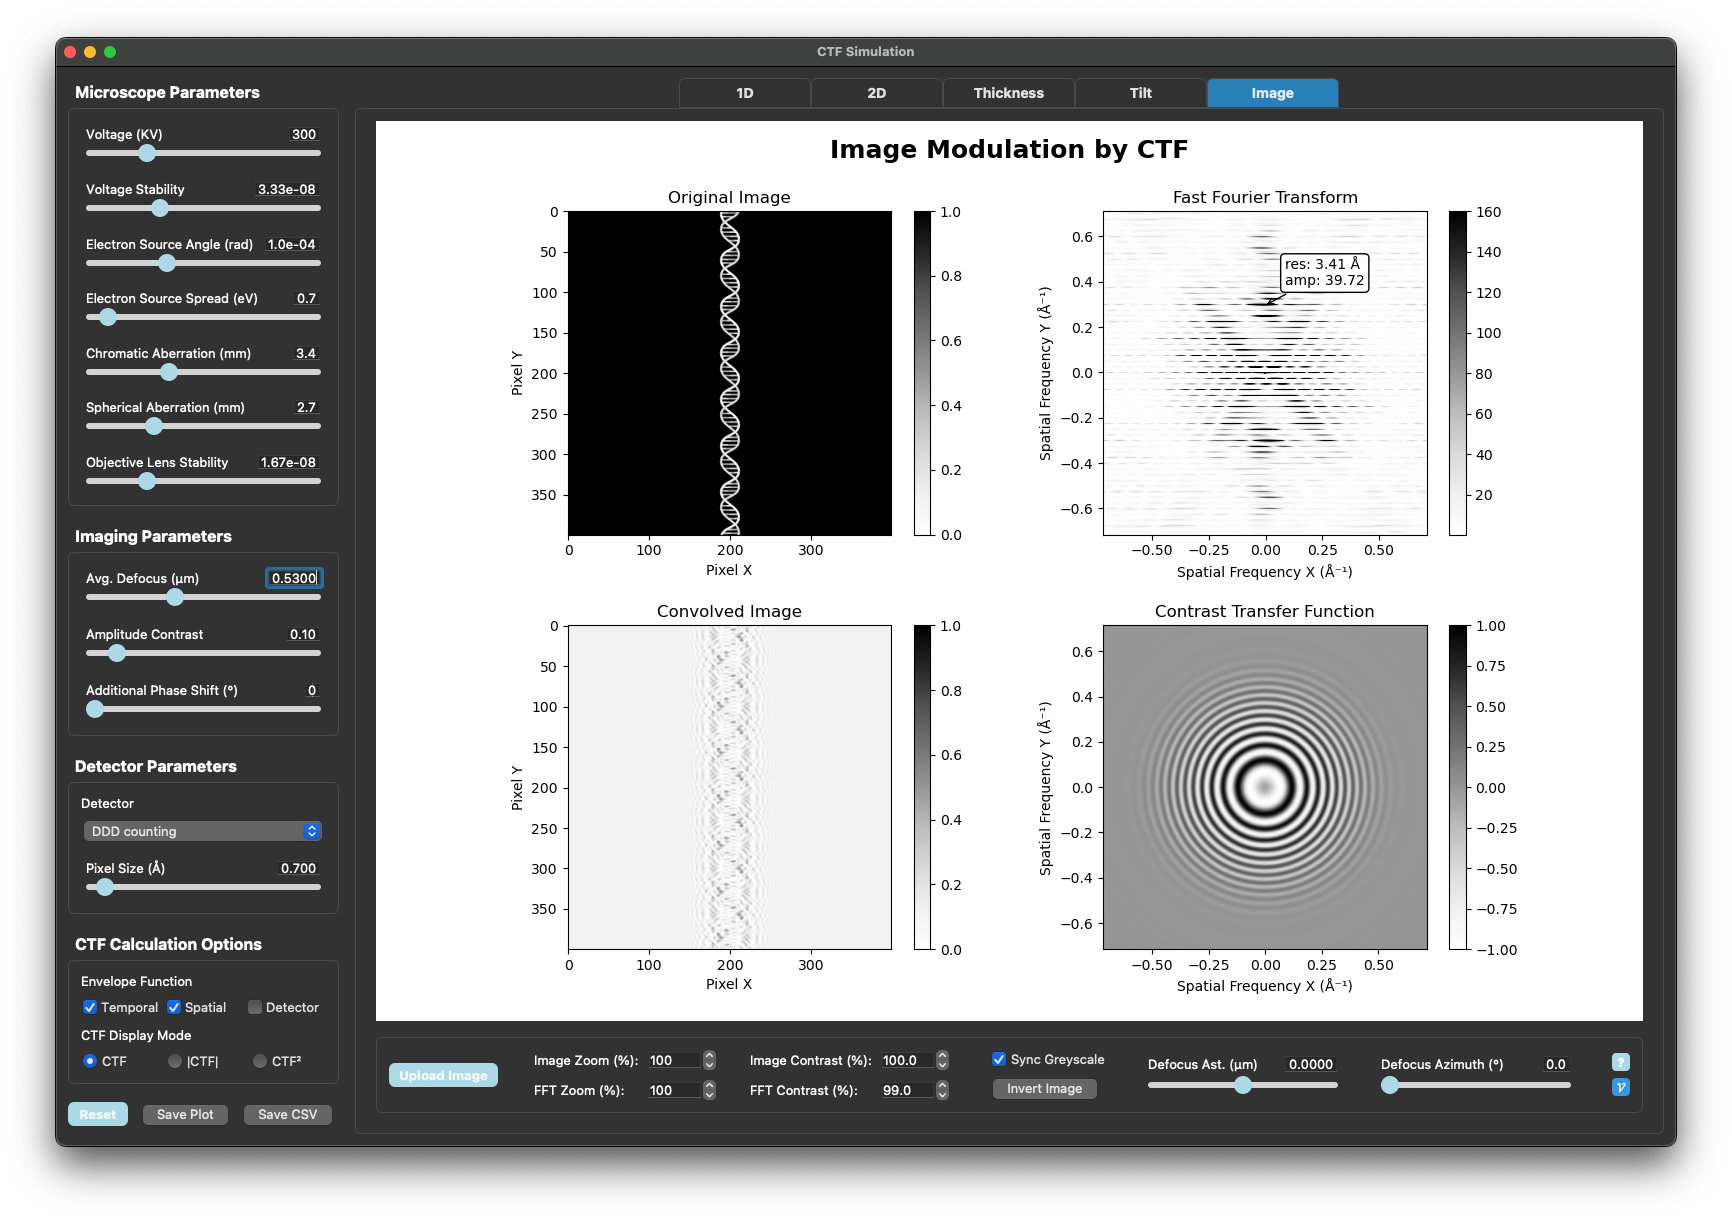 CTF Simulation
Microscope Parameters
Voltage (KV) 300
Voltage Stability 3.33e-08
Electron Source Angle (rad) 1.0e-04
Electron Source Spread (eV) 0.7
Chromatic Aberration (mm) 3.4
Spherical Aberration (mm) 2.7
Objective Lens Stability 1.67e-08
Imaging Parameters
Avg. Defocus (µm) 0.5300
Amplitude Contrast 0.10
Additional Phase Shift (°) 0
Detector Parameters
Detector
DDD counting
Pixel Size (Å) 0.700
CTF Calculation Options
Envelope Function
Temporal Spatial Detector
CTF Display Mode
CTF |CTF| CTF²
Reset Save Plot Save CSV
1D 2D Thickness Tilt Image
Image Modulation by CTF
Original Image
0
50
100
150
200
250
300
350
Pixel Y
0 100 200 300
Pixel X
1.0
0.8
0.6
0.4
0.2
0.0
Fast Fourier Transform
res: 3.41 Å
amp: 39.72
0.6
0.4
0.2
0.0
−0.2
−0.4
−0.6
Spatial Frequency Y (Å⁻¹)
−0.50 −0.25 0.00 0.25 0.50
Spatial Frequency X (Å⁻¹)
160
140
120
100
80
60
40
20
Convolved Image
0
50
100
150
200
250
300
350
Pixel Y
0 100 200 300
Pixel X
1.0
0.8
0.6
0.4
0.2
0.0
Contrast Transfer Function
0.6
0.4
0.2
0.0
−0.2
−0.4
−0.6
Spatial Frequency Y (Å⁻¹)
−0.50 −0.25 0.00 0.25 0.50
Spatial Frequency X (Å⁻¹)
1.00
0.75
0.50
0.25
0.00
−0.25
−0.50
−0.75
−1.00
Upload Image
Image Zoom (%): 100
FFT Zoom (%): 100
Image Contrast (%): 100.0
FFT Contrast (%): 99.0
Sync Greyscale
Invert Image
Defocus Ast. (µm) 0.0000
Defocus Azimuth (°) 0.0
?